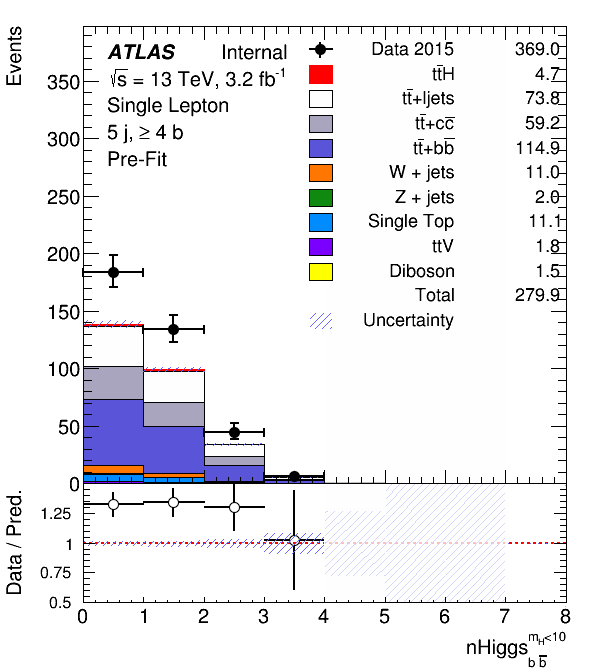 Events
ATLAS Internal
√s = 13 TeV, 3.2 fb⁻¹
Single Lepton
5 j, ≥ 4 b
Pre-Fit
Data 2015 369.0
tt̄H 4.7
tt̄+ljets 73.8
tt̄+cc̄ 59.2
tt̄+bb̄ 114.9
W + jets 11.0
Z + jets 2.0
Single Top 11.1
ttV 1.8
Diboson 1.5
Total 279.9
Uncertainty
350
300
250
200
150
100
50
0
Data / Pred.
1.25
1
0.75
0.5
0 1 2 3 4 5 6 7 8
nHiggs m_H<10 b b̄